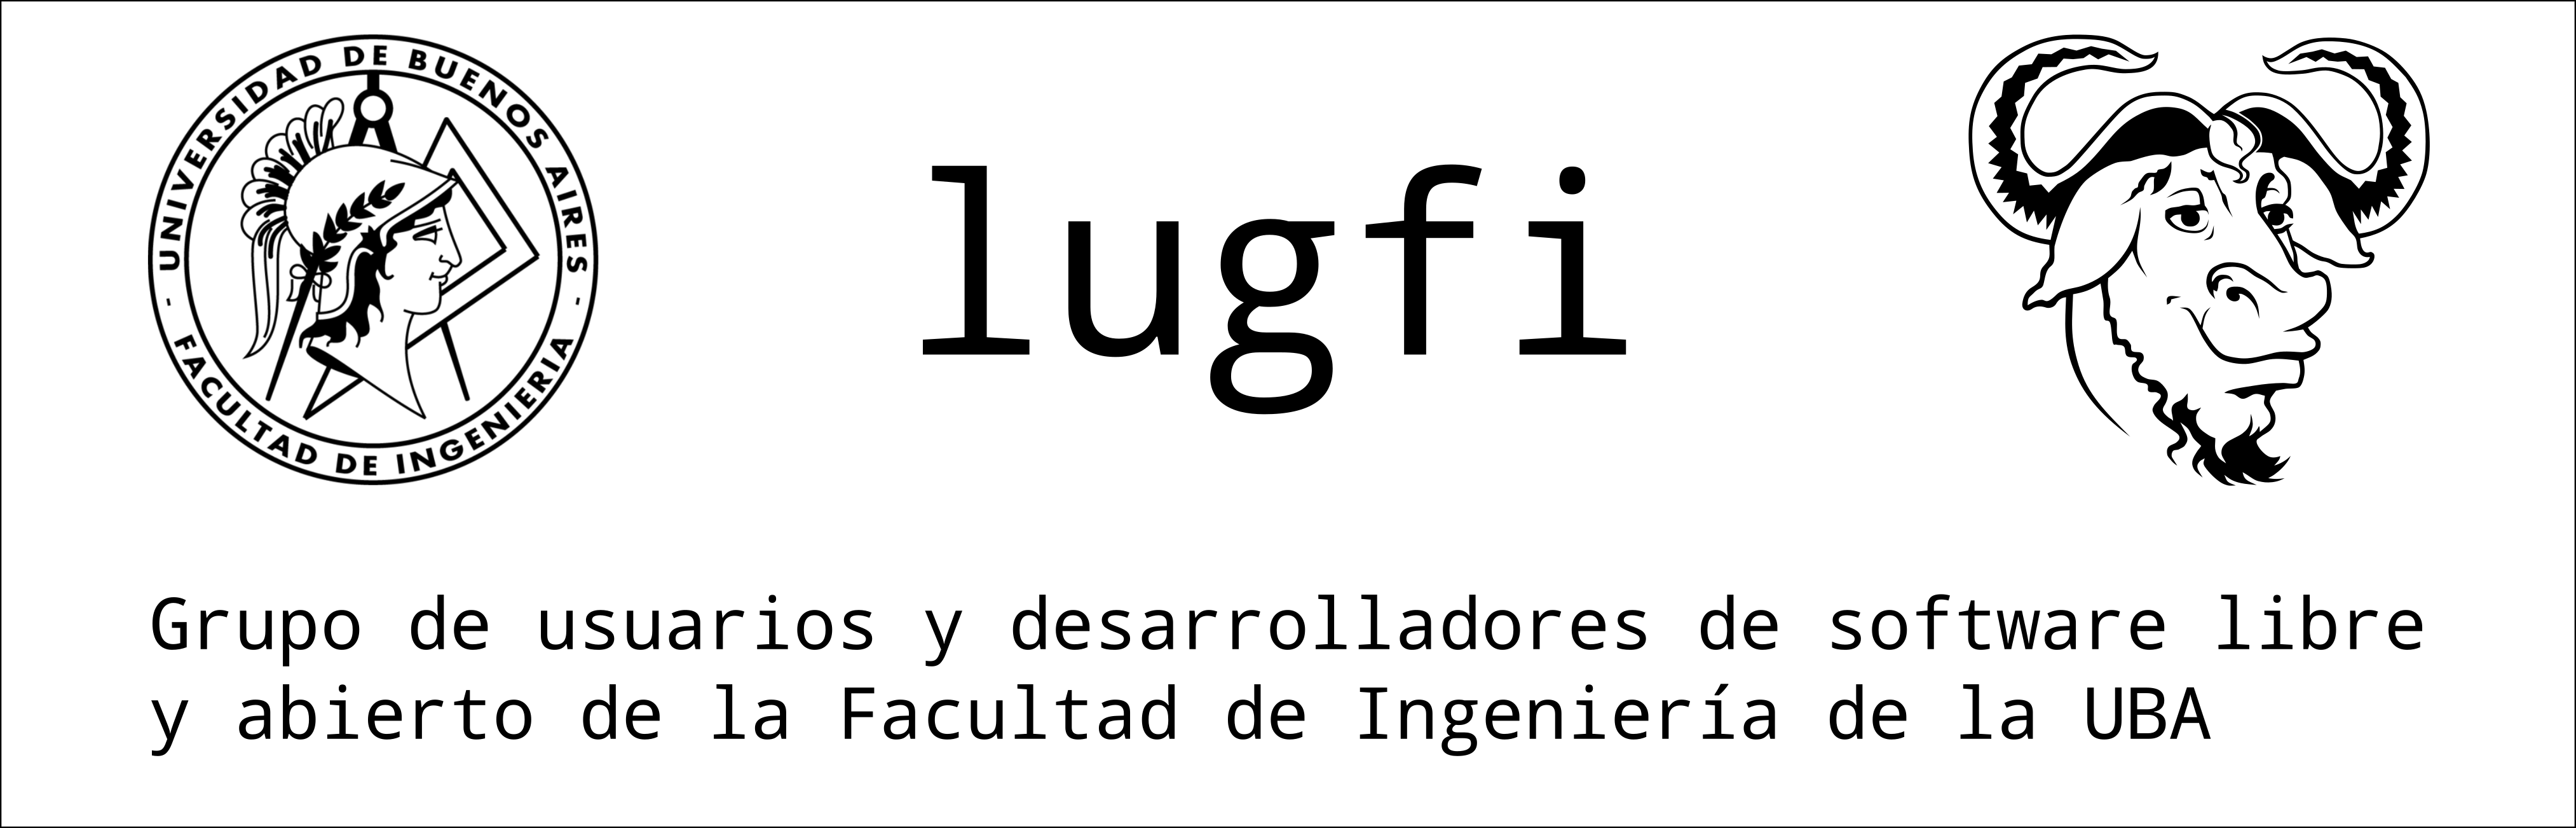 UNIVERSIDAD DE BUENOS AIRES
- FACULTAD DE INGENIERIA -
lugfi
Grupo de usuarios y desarrolladores de software libre
y abierto de la Facultad de Ingeniería de la UBA